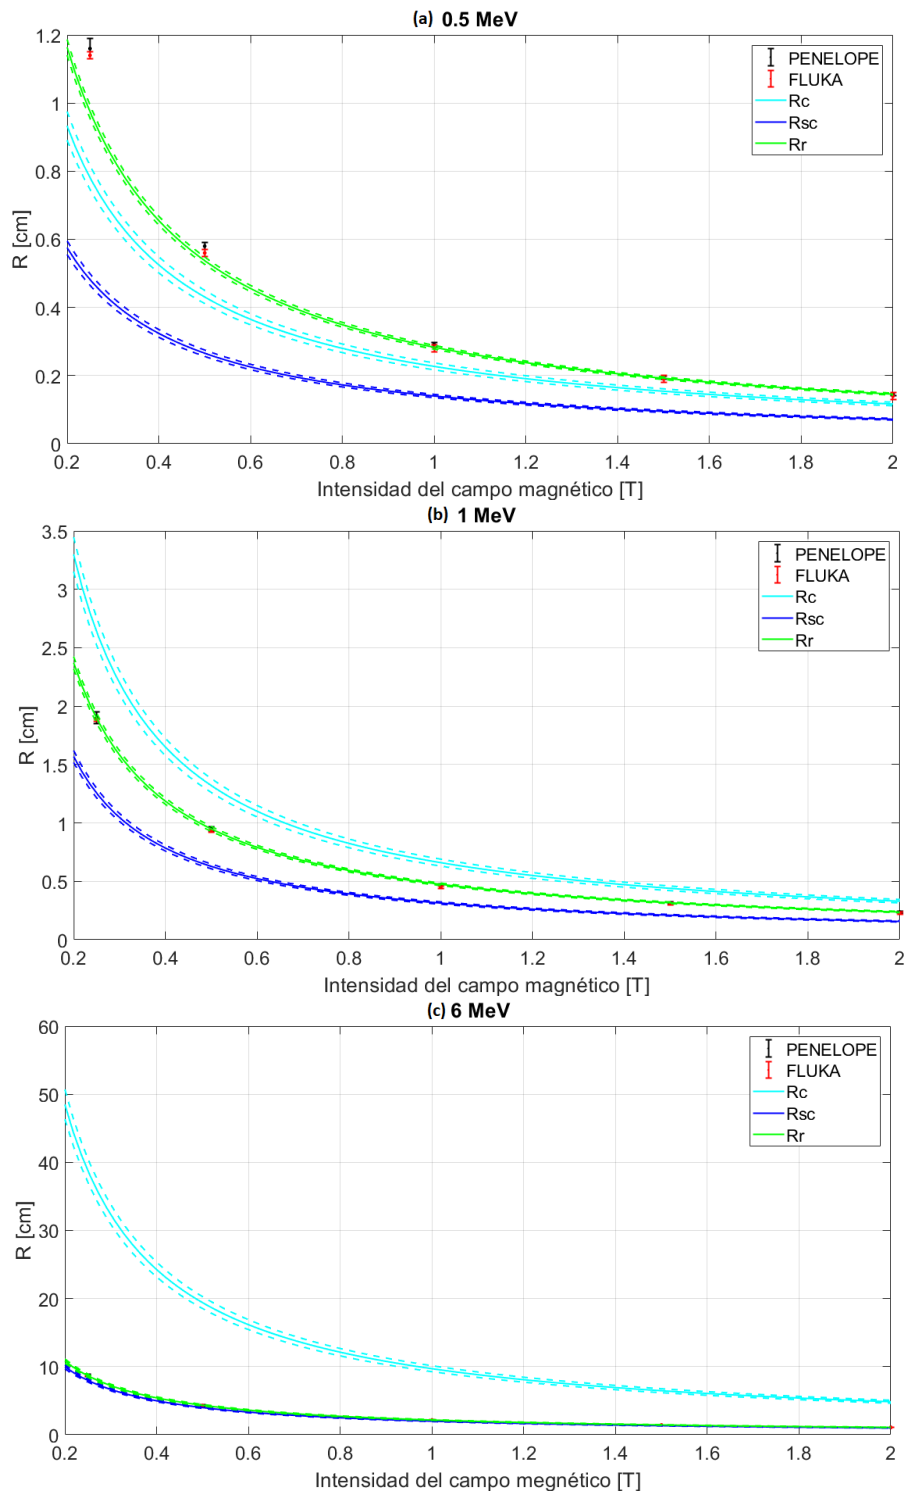 (a) 0.5 MeV
1.2
1
0.8
0.6
0.4
0.2
0
R [cm]
PENELOPE
FLUKA
Rc
Rsc
Rr
0.2 0.4 0.6 0.8 1 1.2 1.4 1.6 1.8 2
Intensidad del campo magnético [T]
(b) 1 MeV
3.5
3
2.5
2
1.5
1
0.5
0
R [cm]
PENELOPE
FLUKA
Rc
Rsc
Rr
0.2 0.4 0.6 0.8 1 1.2 1.4 1.6 1.8 2
Intensidad del campo magnético [T]
(c) 6 MeV
60
50
40
30
20
10
0
R [cm]
PENELOPE
FLUKA
Rc
Rsc
Rr
0.2 0.4 0.6 0.8 1 1.2 1.4 1.6 1.8 2
Intensidad del campo megnético [T]